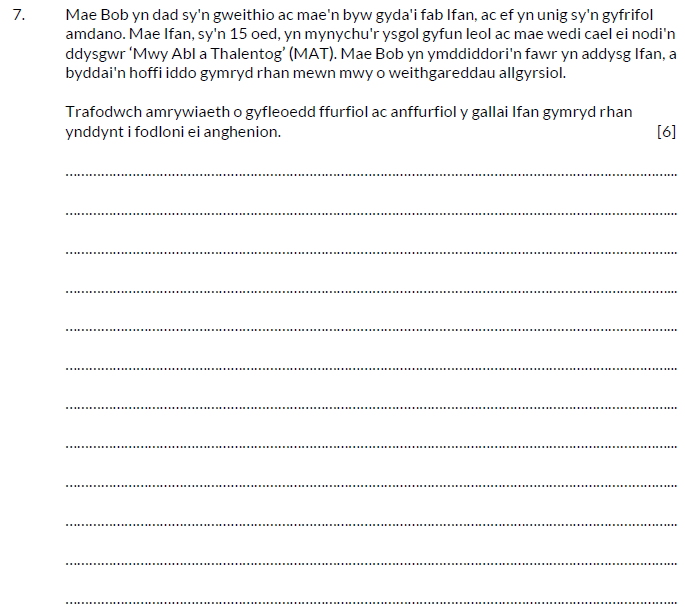 7. Mae Bob yn dad sy'n gweithio ac mae'n byw gyda'i fab Ifan, ac ef yn unig sy'n gyfrifol
amdano. Mae Ifan, sy'n 15 oed, yn mynychu'r ysgol gyfun leol ac mae wedi cael ei nodi'n
ddysgwr ‘Mwy Abl a Thalentog’ (MAT). Mae Bob yn ymddiddori'n fawr yn addysg Ifan, a
byddai'n hoffi iddo gymryd rhan mewn mwy o weithgareddau allgyrsiol.
Trafodwch amrywiaeth o gyfleoedd ffurfiol ac anffurfiol y gallai Ifan gymryd rhan
ynddynt i fodloni ei anghenion. [6]